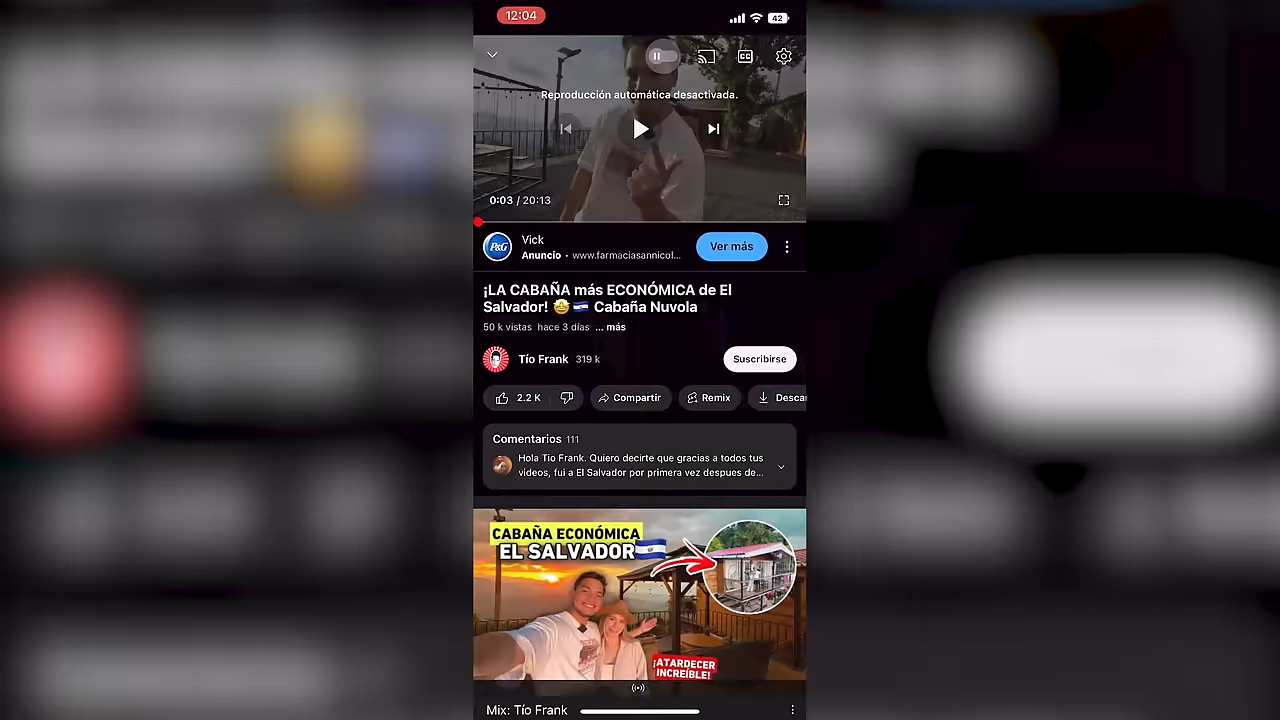 12:04
42
CC
Reproducción automática desactivada.
0:03 / 20:13
P&G
Vick
Anuncio • www.farmaciasannicol...
Ver más
¡LA CABAÑA más ECONÓMICA de El
Salvador! 🤩🇸🇻 Cabaña Nuvola
50 k vistas hace 3 días ... más
Tío Frank 319 k
Suscribirse
2.2 K
Compartir
Remix
Descar
Comentarios 111
Hola Tio Frank. Quiero decirte que gracias a todos tus
videos, fui a El Salvador por primera vez despues de...
CABAÑA ECONÓMICA
EL SALVADOR
¡ATARDECER
INCREÍBLE!
Mix: Tío Frank